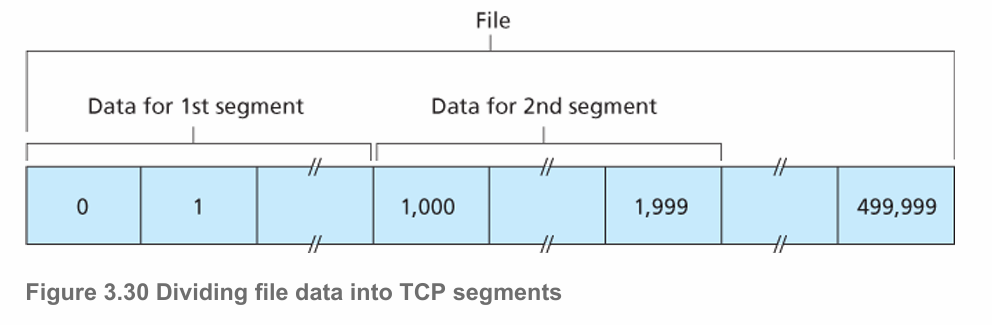 File
Data for 1st segment Data for 2nd segment
0 1 1,000 1,999 499,999
Figure 3.30 Dividing file data into TCP segments